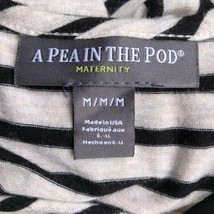 A PEA IN THE POD®
MATERNITY
M/M/M
Made in USA
Fabriqué aux
É.-U.
Hecho en E. U.